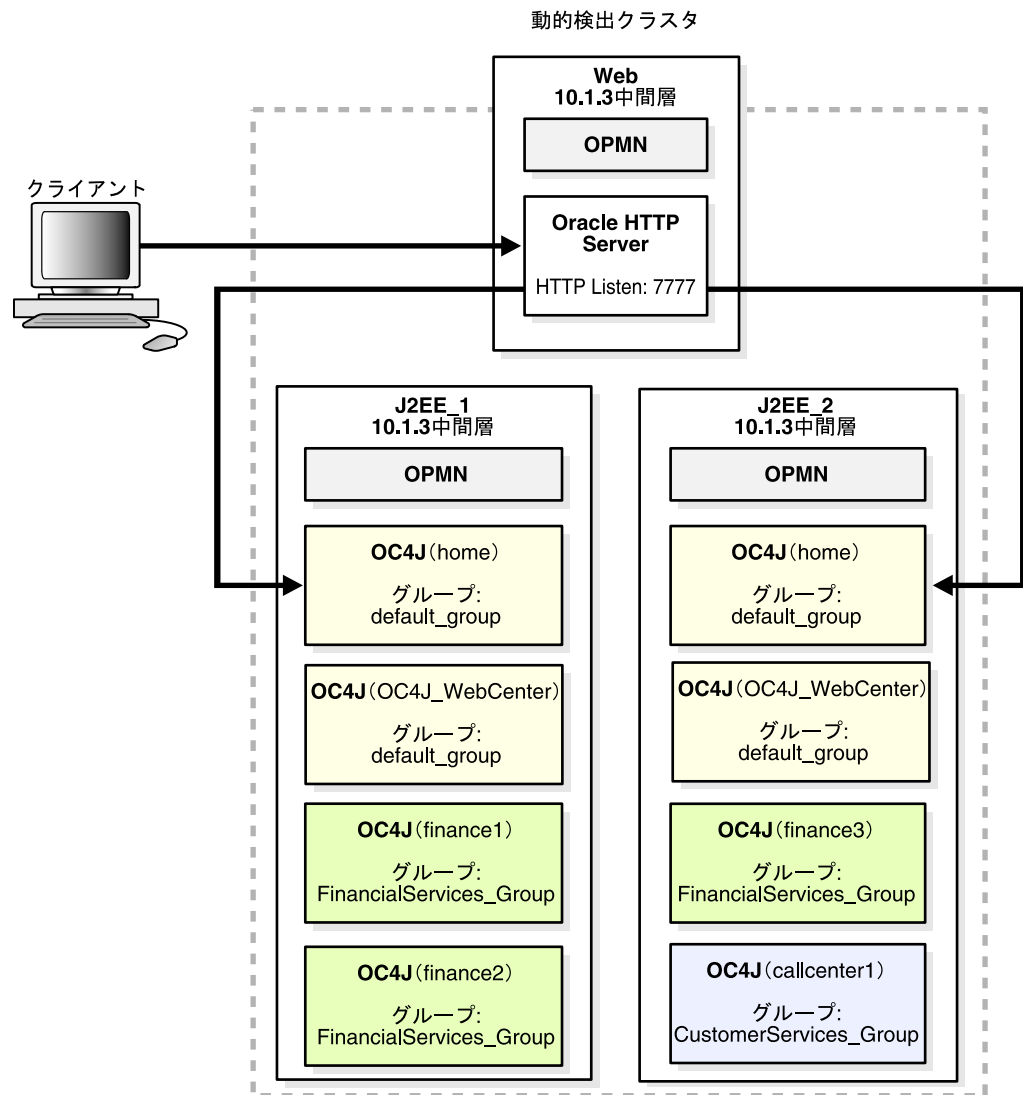 動的検出クラスタ
Web
10.1.3中間層
OPMN
クライアント
Oracle HTTP
Server
HTTP Listen: 7777
J2EE_1
10.1.3中間層
OPMN
OC4J(home)
グループ:
default_group
OC4J(OC4J_WebCenter)
グループ:
default_group
OC4J(finance1)
グループ:
FinancialServices_Group
OC4J(finance2)
グループ:
FinancialServices_Group
J2EE_2
10.1.3中間層
OPMN
OC4J(home)
グループ:
default_group
OC4J(OC4J_WebCenter)
グループ:
default_group
OC4J(finance3)
グループ:
FinancialServices_Group
OC4J(callcenter1)
グループ:
CustomerServices_Group